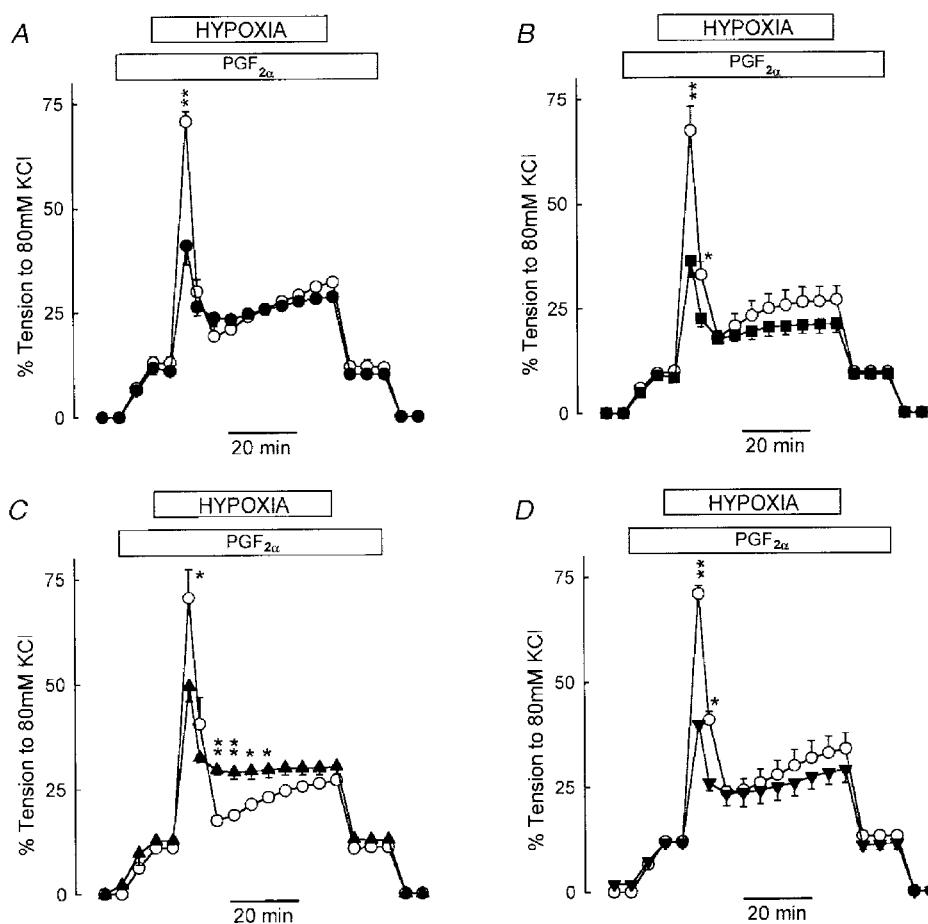 A
HYPOXIA
PGF2α
% Tension to 80mM KCl
75
50
25
0
**
20 min
B
HYPOXIA
PGF2α
% Tension to 80mM KCl
75
50
25
0
**
*
20 min
C
HYPOXIA
PGF2α
% Tension to 80mM KCl
75
50
25
0
*
** ** * *
20 min
D
HYPOXIA
PGF2α
% Tension to 80mM KCl
75
50
25
0
**
*
20 min